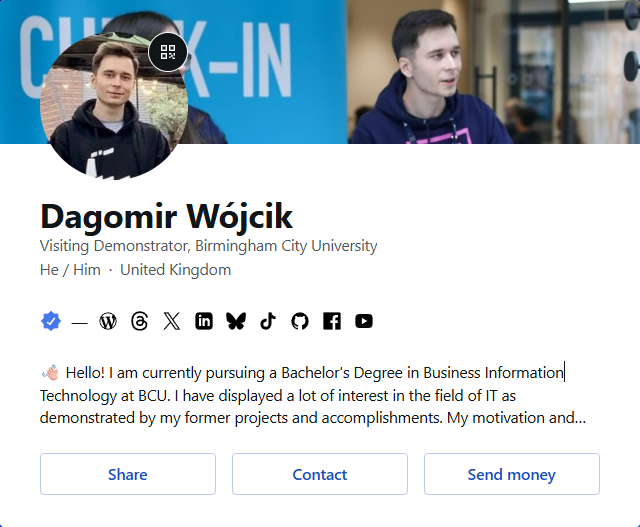 CH K-IN
Dagomir Wójcik
Visiting Demonstrator, Birmingham City University
He / Him · United Kingdom
—
👋🏻 Hello! I am currently pursuing a Bachelor's Degree in Business Information
Technology at BCU. I have displayed a lot of interest in the field of IT as
demonstrated by my former projects and accomplishments. My motivation and...
Share
Contact
Send money